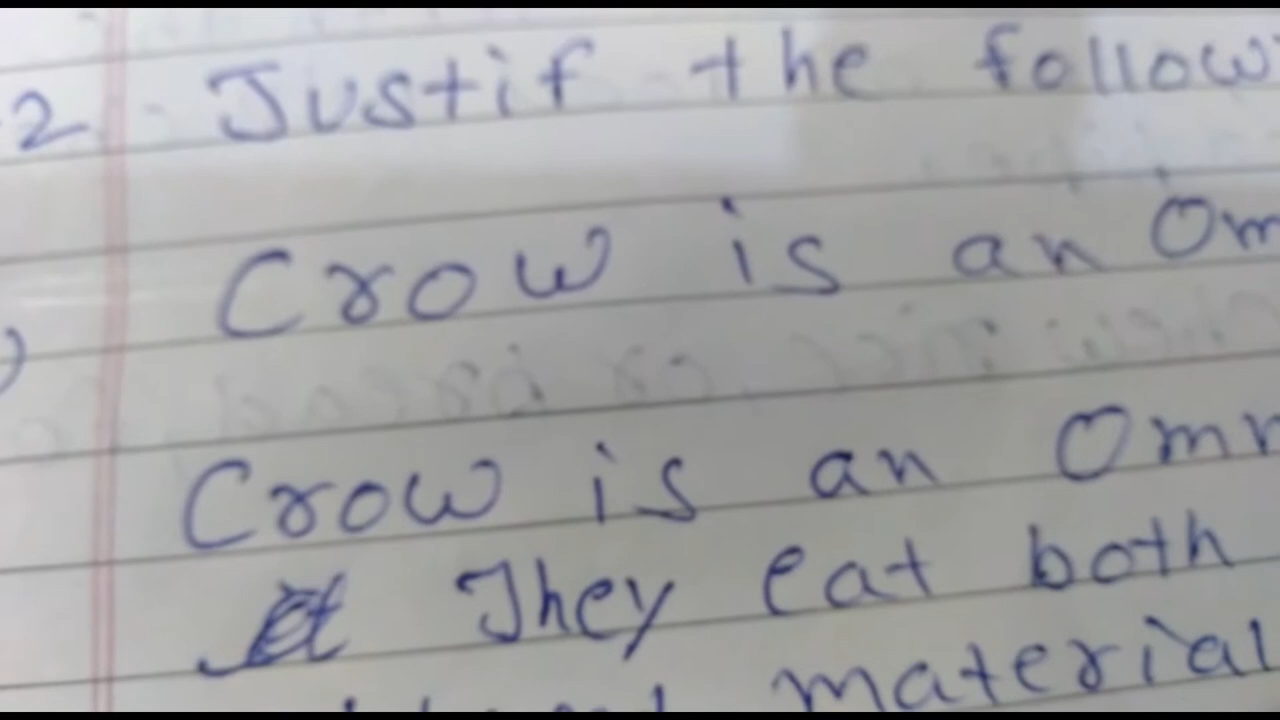 2 Justif the follow
Crow is an Om
Crow is an Omn
They eat both
material